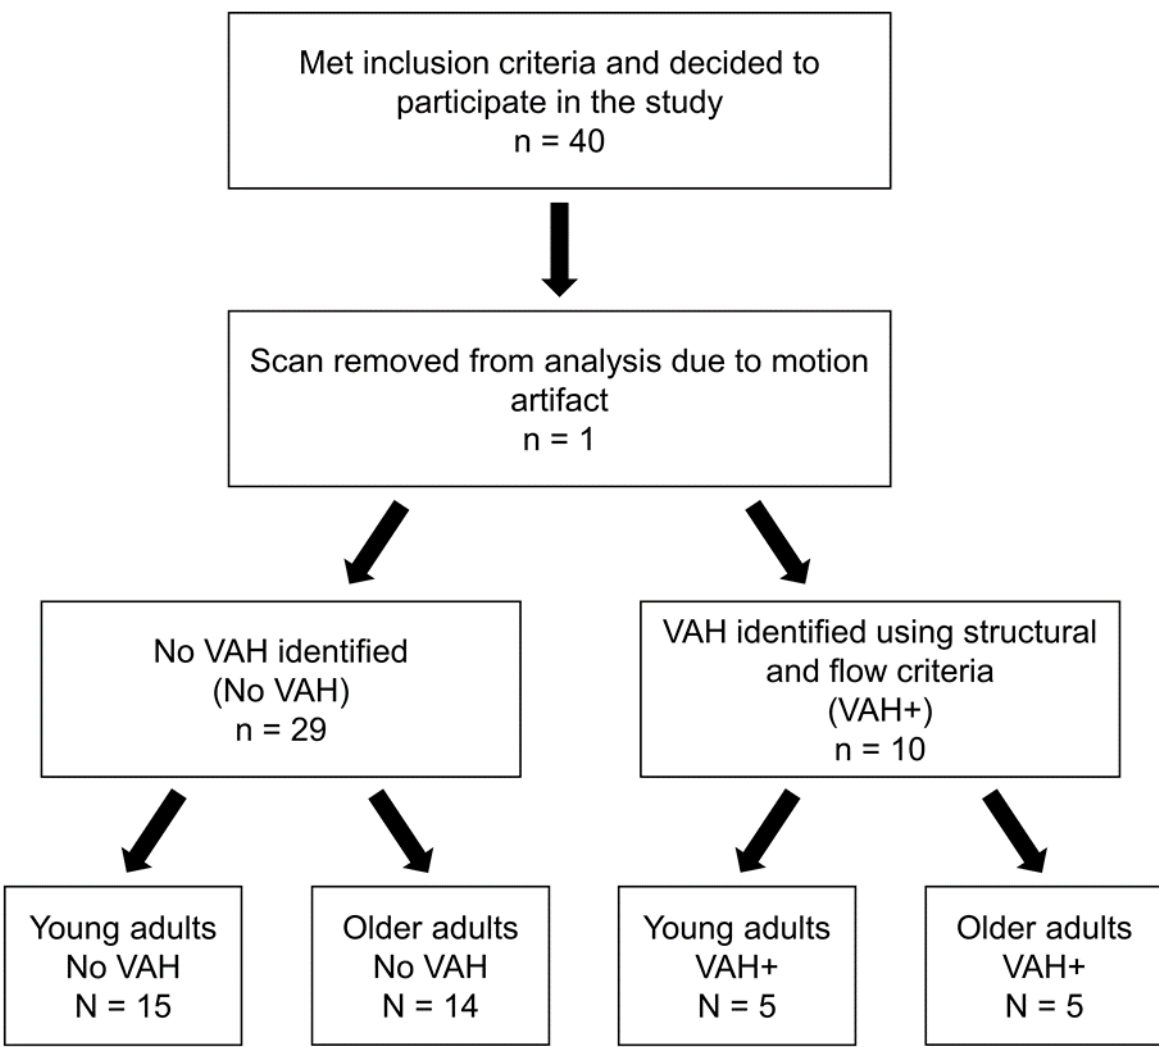 Met inclusion criteria and decided to
participate in the study
n = 40
Scan removed from analysis due to motion
artifact
n = 1
No VAH identified
(No VAH)
n = 29
VAH identified using structural
and flow criteria
(VAH+)
n = 10
Young adults
No VAH
N = 15
Older adults
No VAH
N = 14
Young adults
VAH+
N = 5
Older adults
VAH+
N = 5